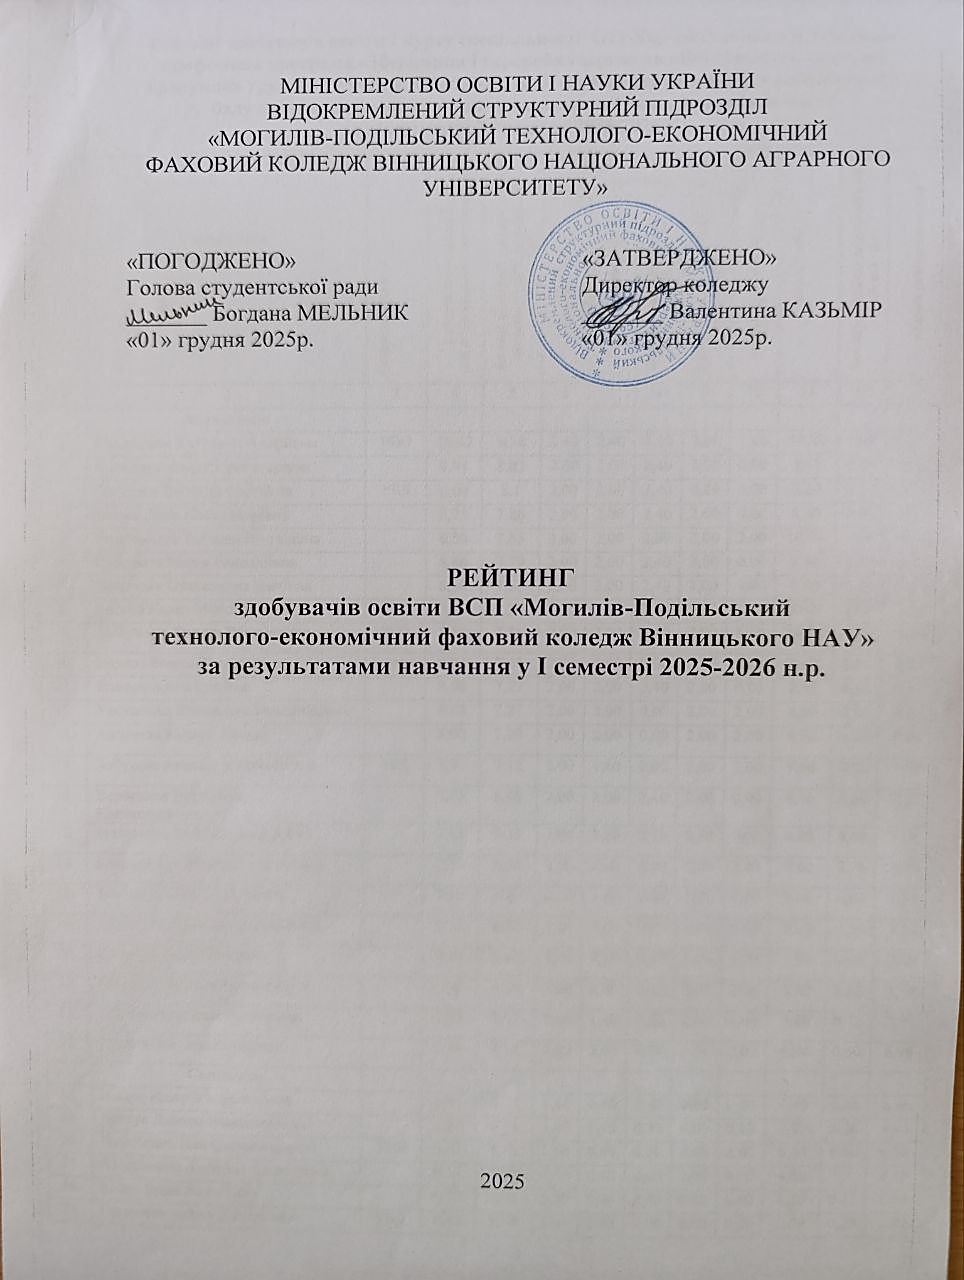 МІНІСТЕРСТВО ОСВІТИ І НАУКИ УКРАЇНИ
ВІДОКРЕМЛЕНИЙ СТРУКТУРНИЙ ПІДРОЗДІЛ
«МОГИЛІВ-ПОДІЛЬСЬКИЙ ТЕХНОЛОГО-ЕКОНОМІЧНИЙ
ФАХОВИЙ КОЛЕДЖ ВІННИЦЬКОГО НАЦІОНАЛЬНОГО АГРАРНОГО
УНІВЕРСИТЕТУ»
«ПОГОДЖЕНО»
Голова студентської ради
Богдана МЕЛЬНИК
«01» грудня 2025р.
«ЗАТВЕРДЖЕНО»
Директор коледжу
Валентина КАЗЬМІР
«01» грудня 2025р.
РЕЙТИНГ
здобувачів освіти ВСП «Могилів-Подільський
технолого-економічний фаховий коледж Вінницького НАУ»
за результатами навчання у І семестрі 2025-2026 н.р.
2025